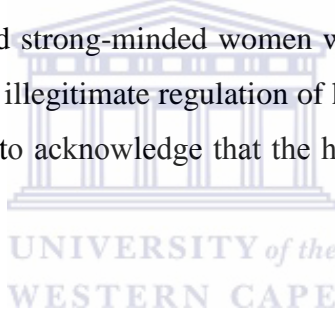 d strong-minded women w
illegitimate regulation of
to acknowledge that the h
UNIVERSITY of the
WESTERN CAPE